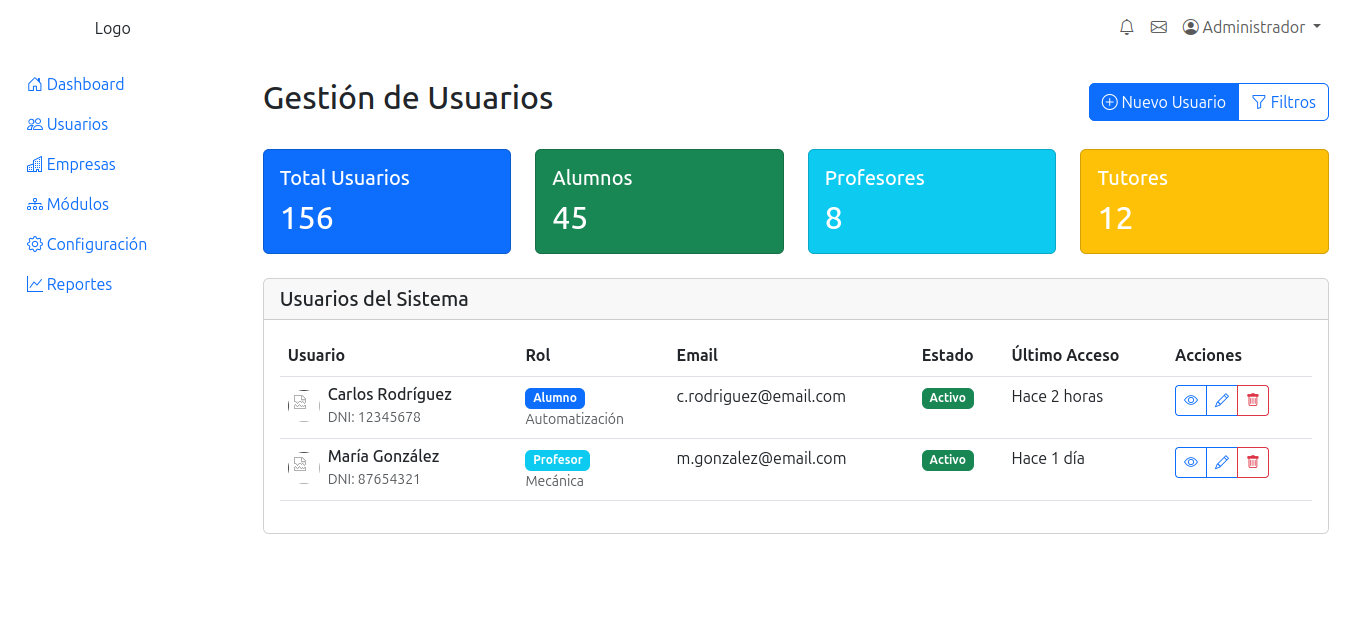 Logo
Administrador
Dashboard
Usuarios
Empresas
Módulos
Configuración
Reportes
Gestión de Usuarios
Nuevo Usuario
Filtros
Total Usuarios
156
Alumnos
45
Profesores
8
Tutores
12
Usuarios del Sistema
Usuario Rol Email Estado Último Acceso Acciones
Carlos Rodríguez Alumno c.rodriguez@email.com Activo Hace 2 horas
DNI: 12345678 Automatización
María González Profesor m.gonzalez@email.com Activo Hace 1 día
DNI: 87654321 Mecánica